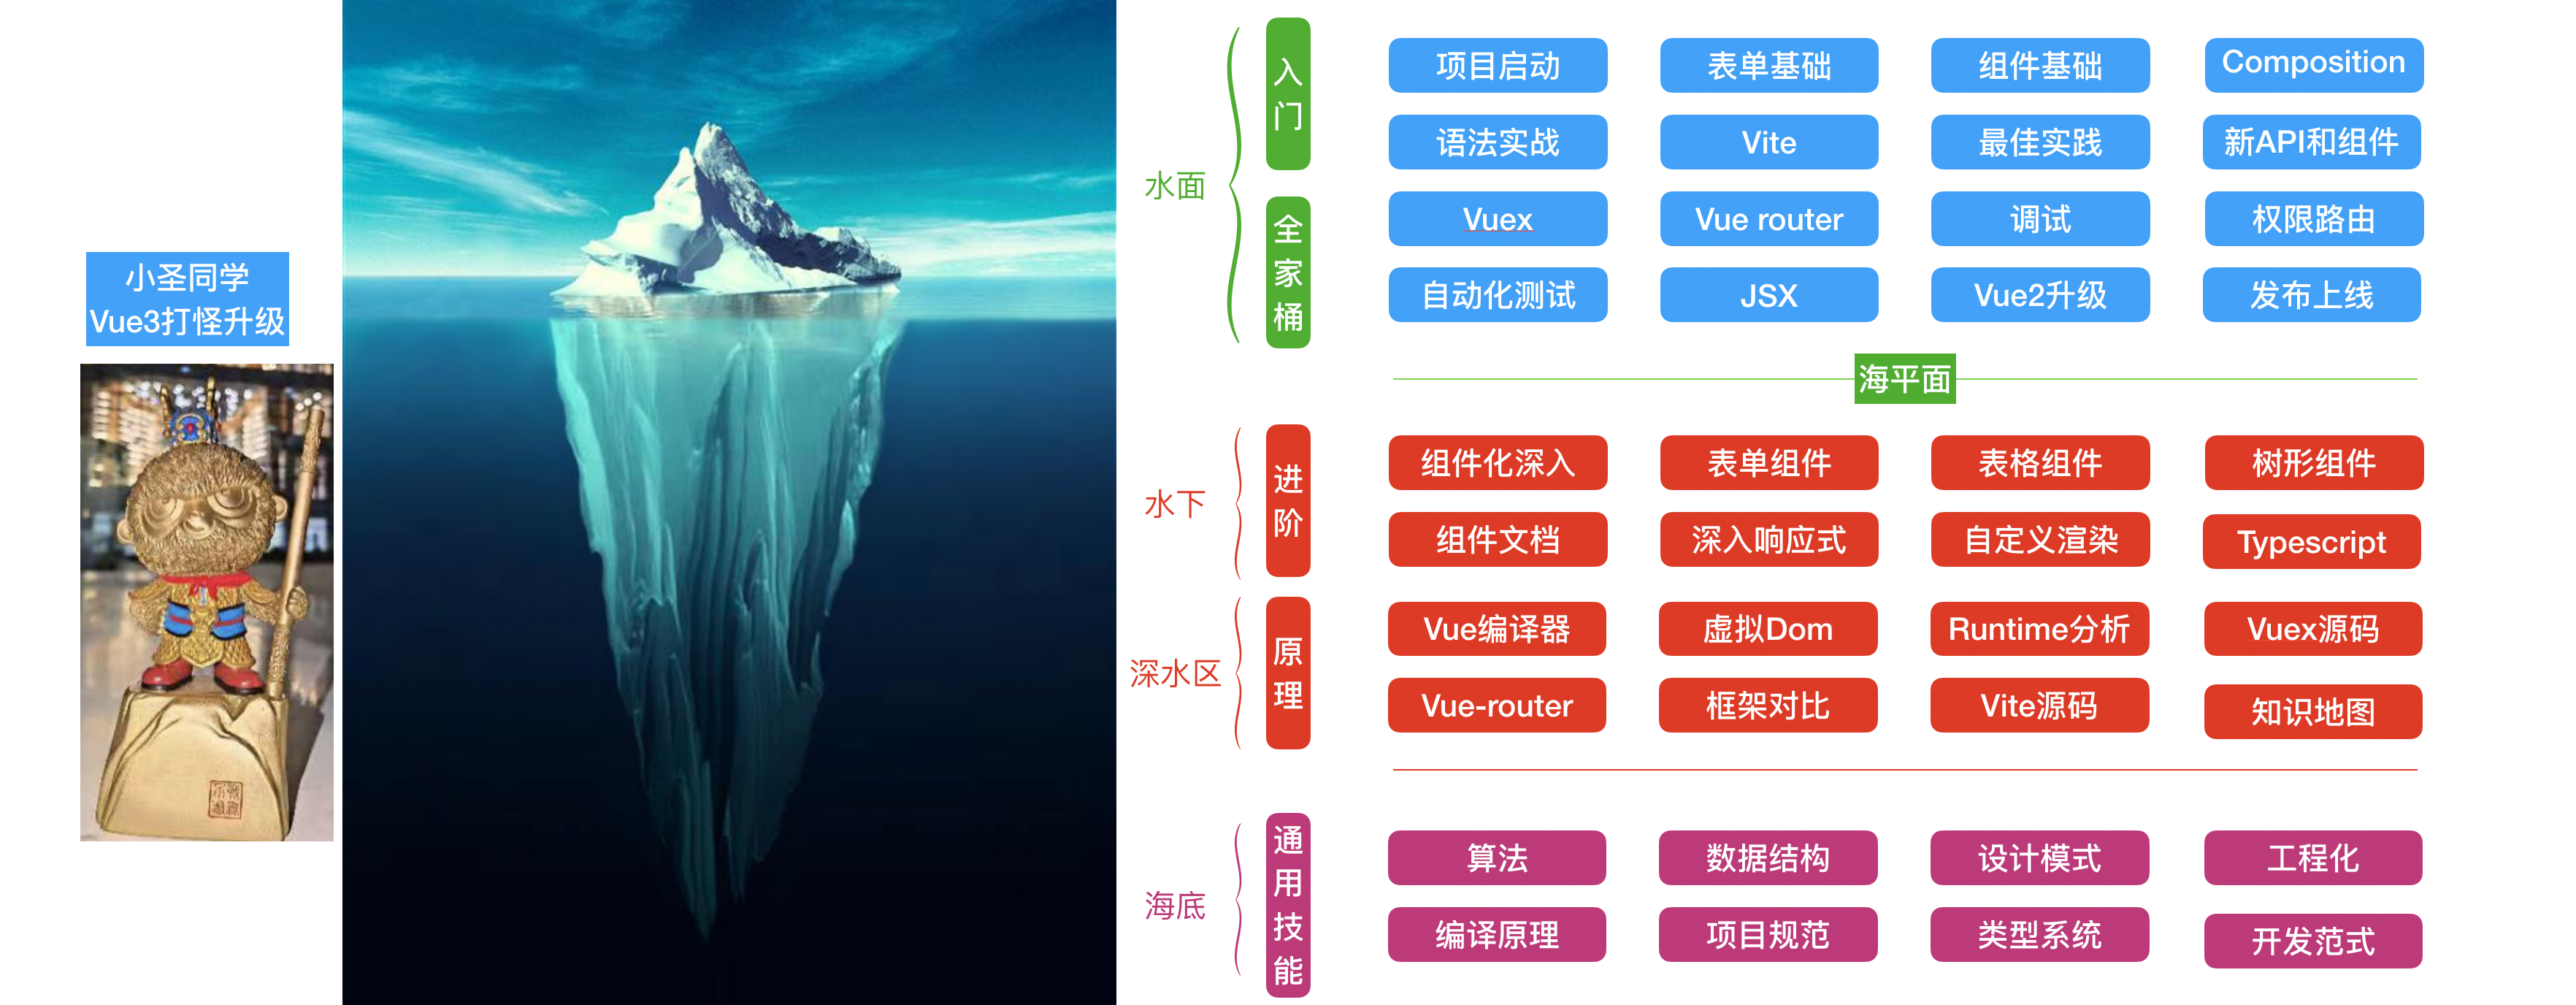 小圣同学
Vue3打怪升级
水面
入门
项目启动
表单基础
组件基础
Composition
语法实战
Vite
最佳实践
新API和组件
全家桶
Vuex
Vue router
调试
权限路由
自动化测试
JSX
Vue2升级
发布上线
海平面
水下
进阶
组件化深入
表单组件
表格组件
树形组件
组件文档
深入响应式
自定义渲染
Typescript
深水区
原理
Vue编译器
虚拟Dom
Runtime分析
Vuex源码
Vue-router
框架对比
Vite源码
知识地图
海底
通用技能
算法
数据结构
设计模式
工程化
编译原理
项目规范
类型系统
开发范式